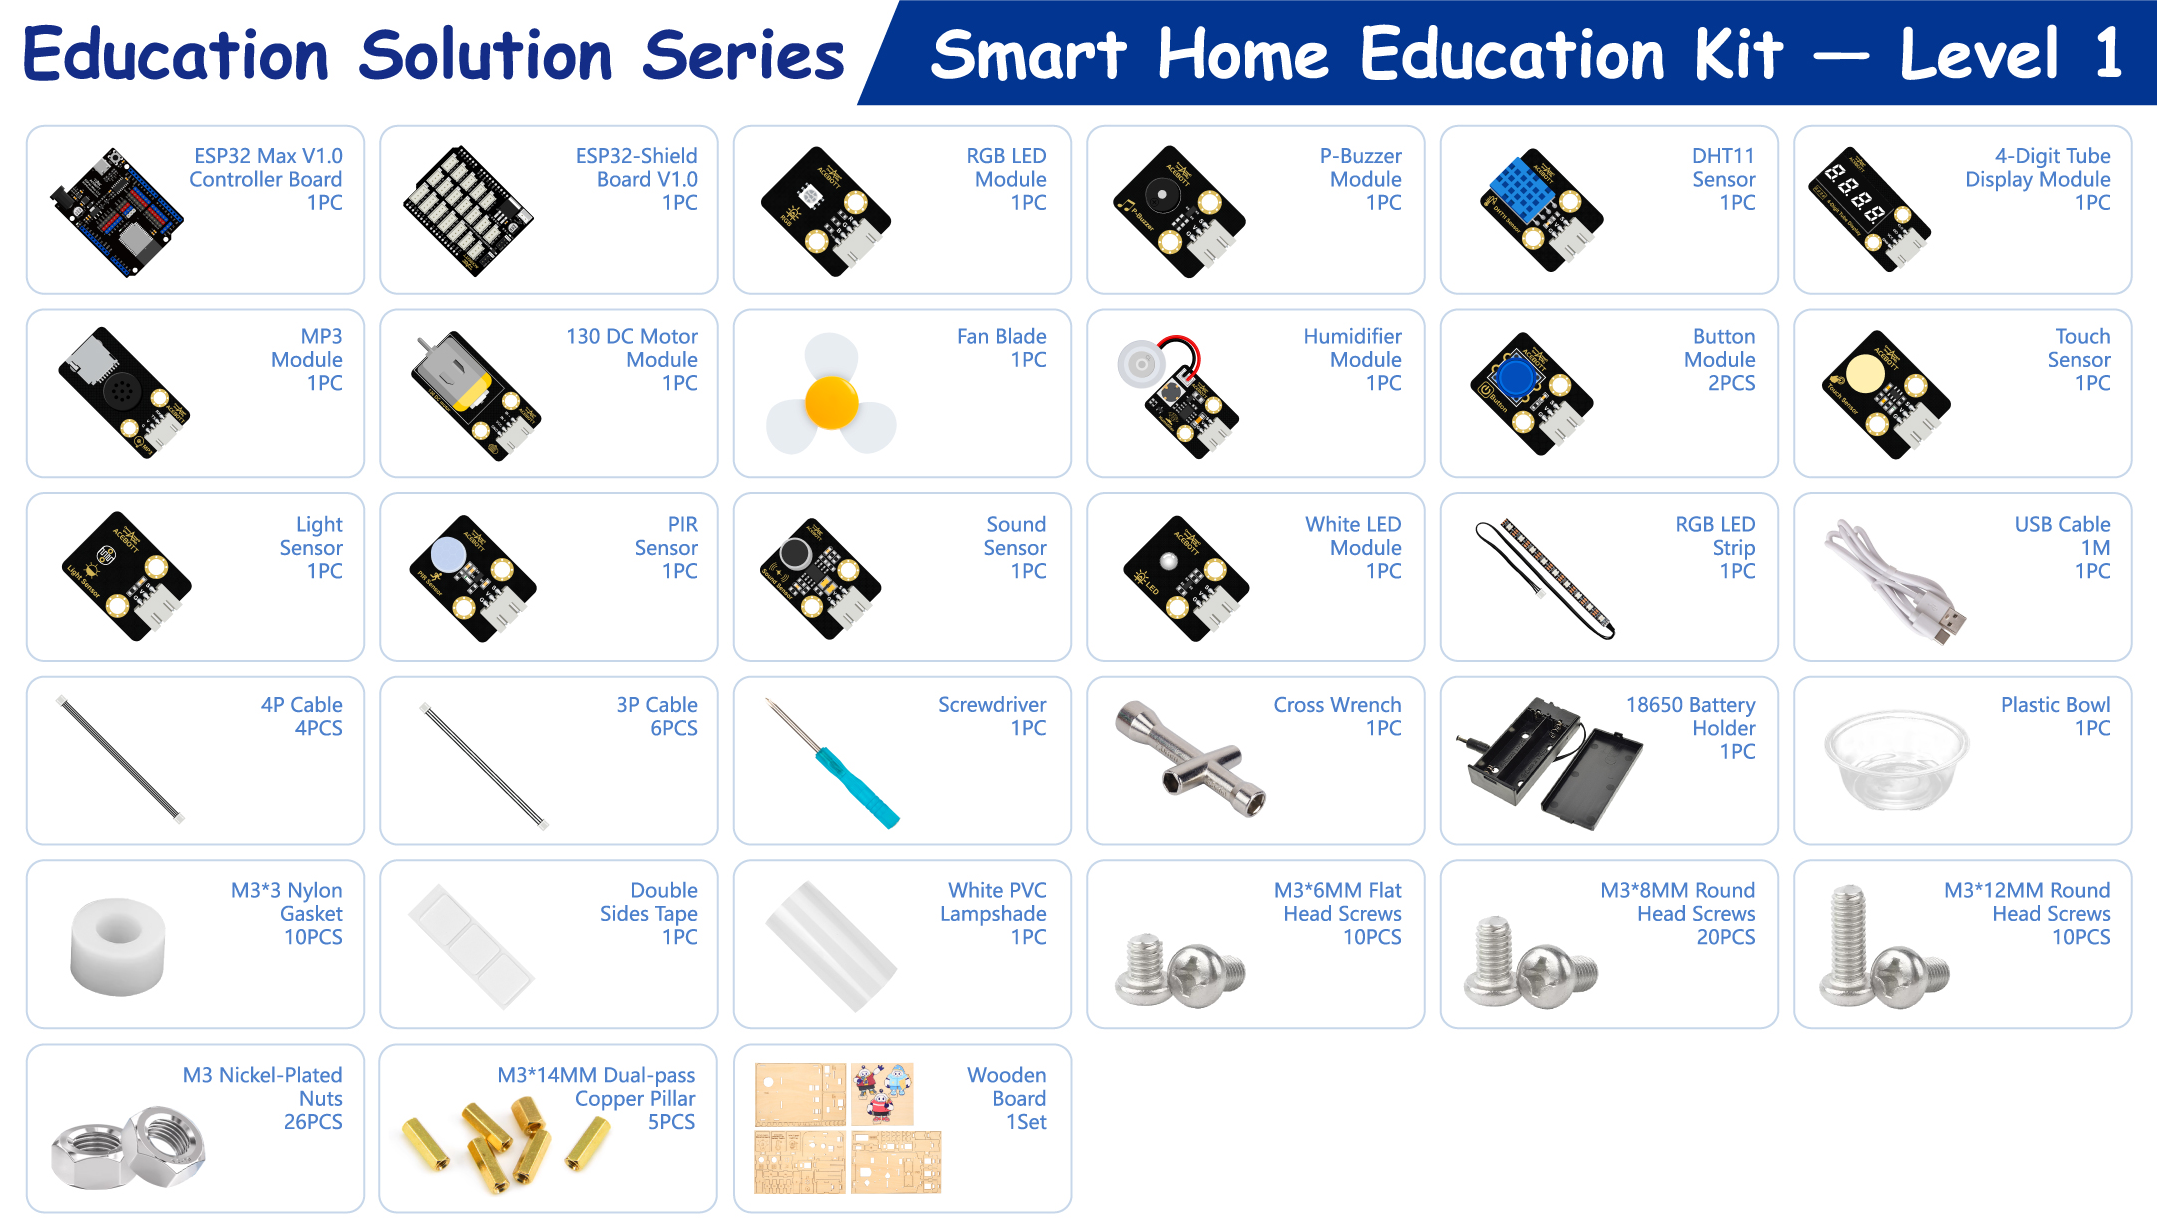 Education Solution Series
Smart Home Education Kit — Level 1
ESP32 Max V1.0
Controller Board
1PC
ESP32-Shield
Board V1.0
1PC
RGB LED
Module
1PC
P-Buzzer
Module
1PC
DHT11
Sensor
1PC
4-Digit Tube
Display Module
1PC
MP3
Module
1PC
130 DC Motor
Module
1PC
Fan Blade
1PC
Humidifier
Module
1PC
Button
Module
2PCS
Touch
Sensor
1PC
Light
Sensor
1PC
PIR
Sensor
1PC
Sound
Sensor
1PC
White LED
Module
1PC
RGB LED
Strip
1PC
USB Cable
1M
1PC
4P Cable
4PCS
3P Cable
6PCS
Screwdriver
1PC
Cross Wrench
1PC
18650 Battery
Holder
1PC
Plastic Bowl
1PC
M3*3 Nylon
Gasket
10PCS
Double
Sides Tape
1PC
White PVC
Lampshade
1PC
M3*6MM Flat
Head Screws
10PCS
M3*8MM Round
Head Screws
20PCS
M3*12MM Round
Head Screws
10PCS
M3 Nickel-Plated
Nuts
26PCS
M3*14MM Dual-pass
Copper Pillar
5PCS
Wooden
Board
1Set